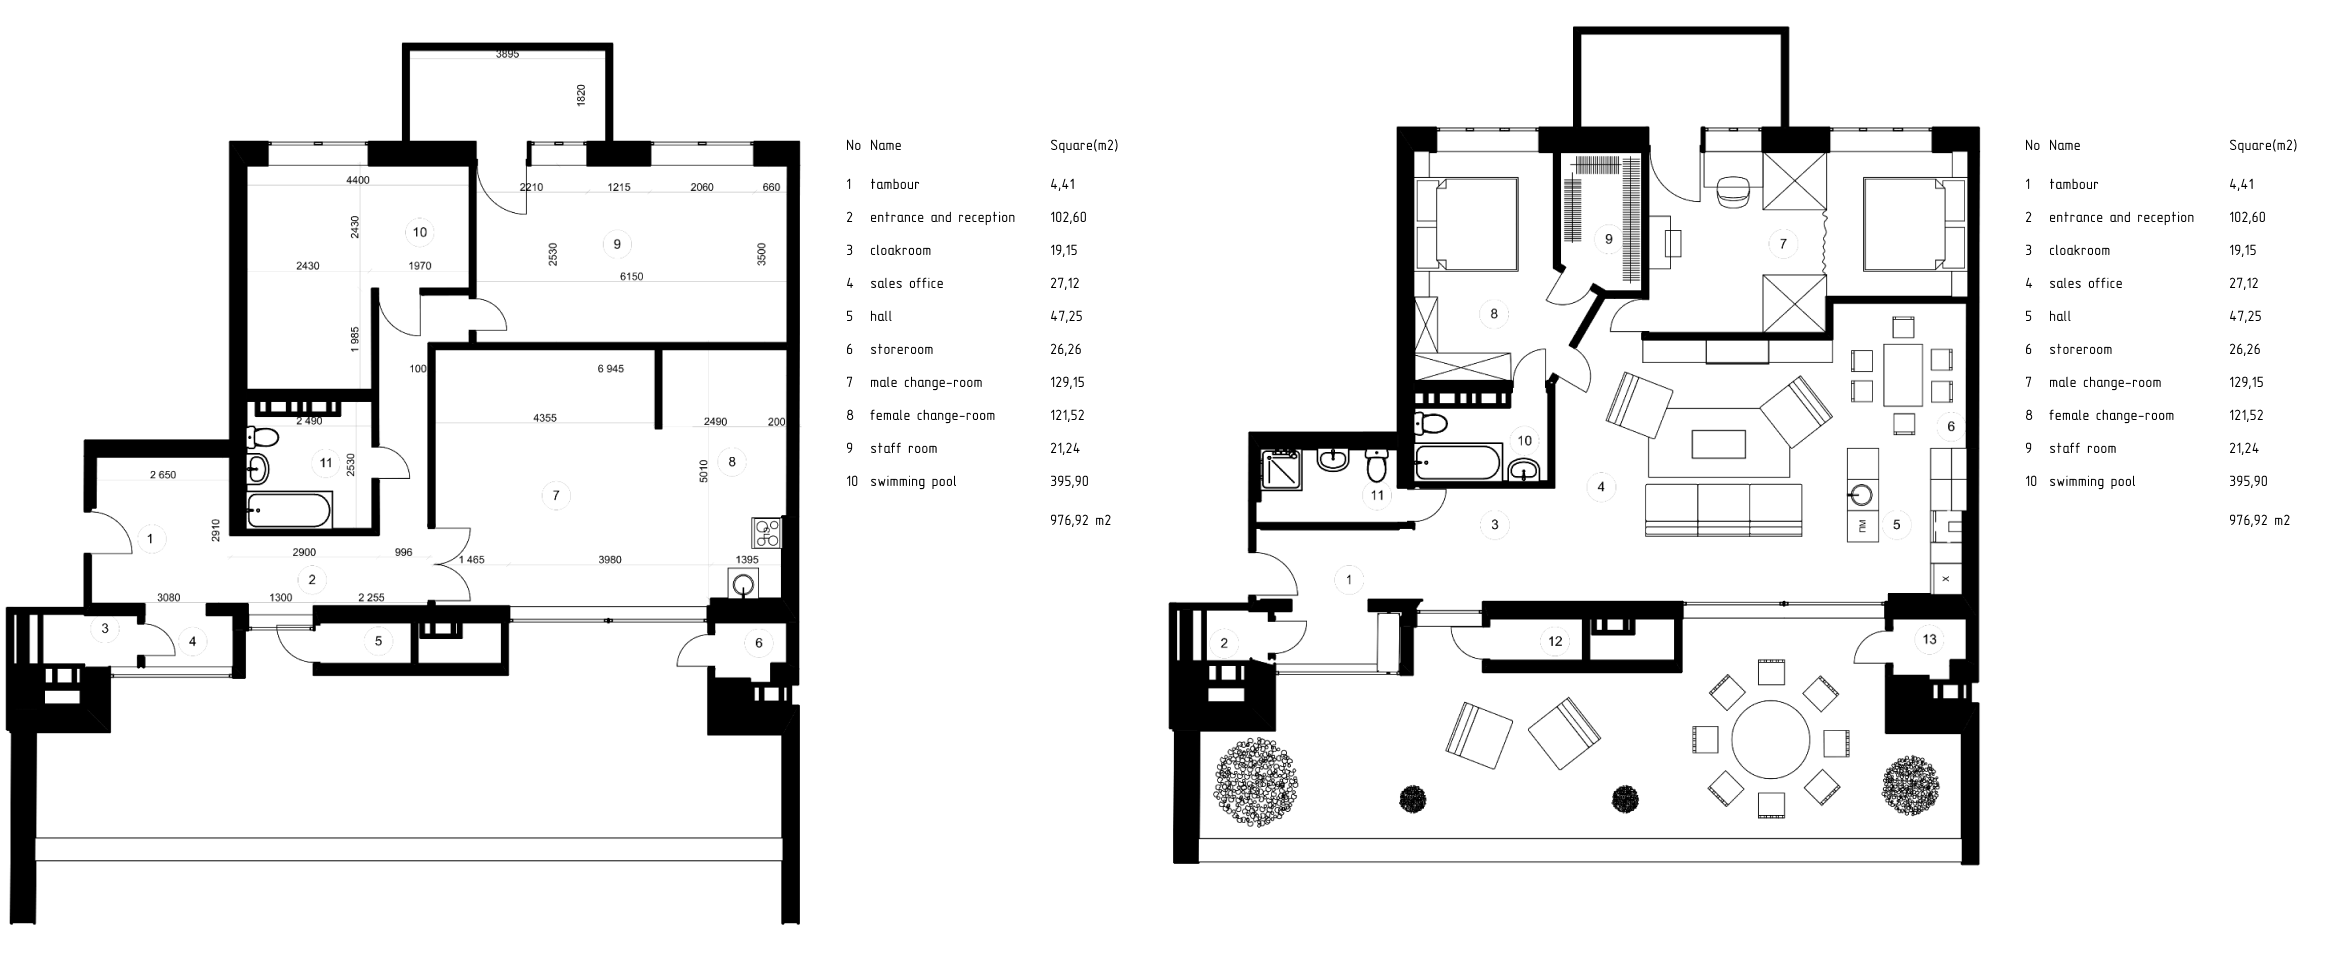 3895
1820
4400
2210 1215 2060 660
2430
10
9
2530
3500
2430 1970
6150
1 985
100
6 945
2 490
4355
2490 200
11
2530
8
2 650
5010
7
2910
1
ПЭ
2900 996 1 465 3980 1395
2
3080 1300 2 255
3
4
5
6
No Name Square(m2)
1 tambour 4,41
2 entrance and reception 102,60
3 cloakroom 19,15
4 sales office 27,12
5 hall 47,25
6 storeroom 26,26
7 male change-room 129,15
8 female change-room 121,52
9 staff room 21,24
10 swimming pool 395,90
976,92 m2
9
7
8
6
10
4
11
3
5
ПМ
1
X
2
12
13
No Name Square(m2)
1 tambour 4,41
2 entrance and reception 102,60
3 cloakroom 19,15
4 sales office 27,12
5 hall 47,25
6 storeroom 26,26
7 male change-room 129,15
8 female change-room 121,52
9 staff room 21,24
10 swimming pool 395,90
976,92 m2